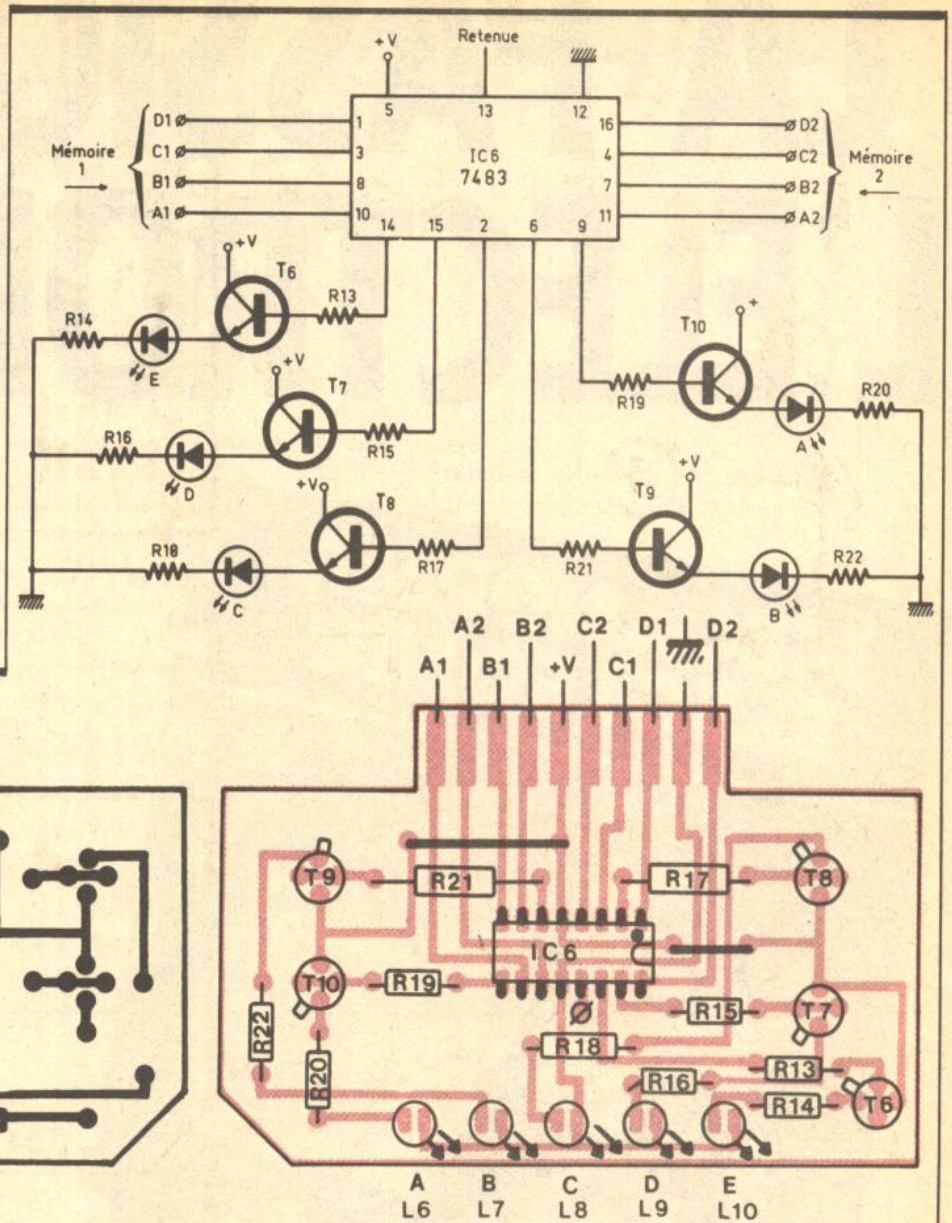 +V Retenue
5 13 12
D1 1 16 D2
Mémoire C1 3 IC6 4 C2 Mémoire
1 B1 8 7483 7 B2 2
A1 10 11 A2
14 15 2 6 9
+V T6 R13
R14 E
+V T7
R16 D R15
+V T8
R18 C R17
T10 +
R19 A R20
T9 +V
R21 B R22
A2 B2 C2 D1 D2
A1 B1 +V C1
T9 R21 R17 T8
IC6
T10 R19 R15 T7
R22 R20 R18 R13
R16 R14 T6
A B C D E
L6 L7 L8 L9 L10